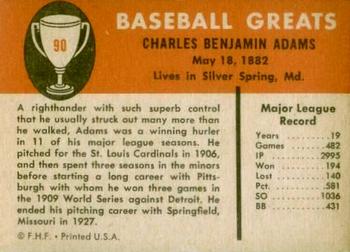 BASEBALL GREATS
90
CHARLES BENJAMIN ADAMS
May 18, 1882
Lives in Silver Spring, Md.
A righthander with such superb control
that he usually struck out many more than
he walked, Adams was a winning hurler
in 11 of his major league seasons. He
pitched for the St. Louis Cardinals in 1906,
and then spent three seasons in the minors
before starting a long career with Pitts-
burgh with whom he won three games in
the 1909 World Series against Detroit. He
ended his pitching career with Springfield,
Missouri in 1927.
© F.H.F. • Printed U.S.A.
Major League
Record
Years 19
Games 482
IP 2995
Won 194
Lost 140
Pct. .581
SO 1036
BB 431